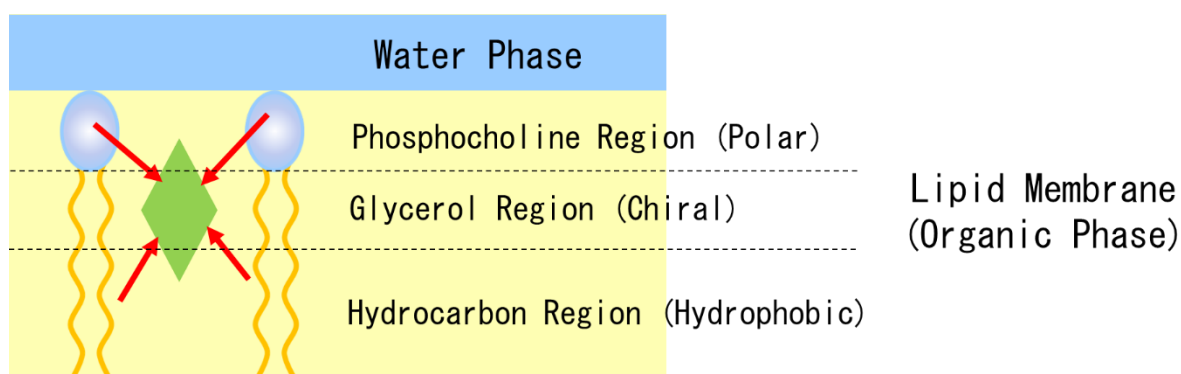 Water Phase
Phosphocholine Region (Polar)
Glycerol Region (Chiral)
Hydrocarbon Region (Hydrophobic)
Lipid Membrane
(Organic Phase)